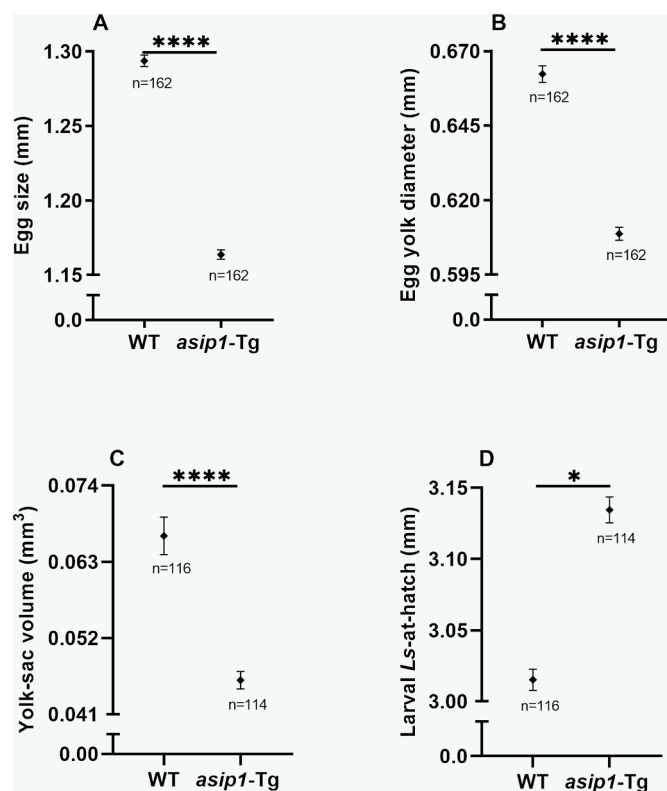 A
Egg size (mm)
1.30
1.25
1.20
1.15
0.0
****
n=162
n=162
WT asip1-Tg
B
Egg yolk diameter (mm)
0.670
0.645
0.620
0.595
0.0
****
n=162
n=162
WT asip1-Tg
C
Yolk-sac volume (mm³)
0.074
0.063
0.052
0.041
0.00
****
n=116
n=114
WT asip1-Tg
D
Larval Ls-at-hatch (mm)
3.15
3.10
3.05
3.00
0.0
*
n=114
n=116
WT asip1-Tg